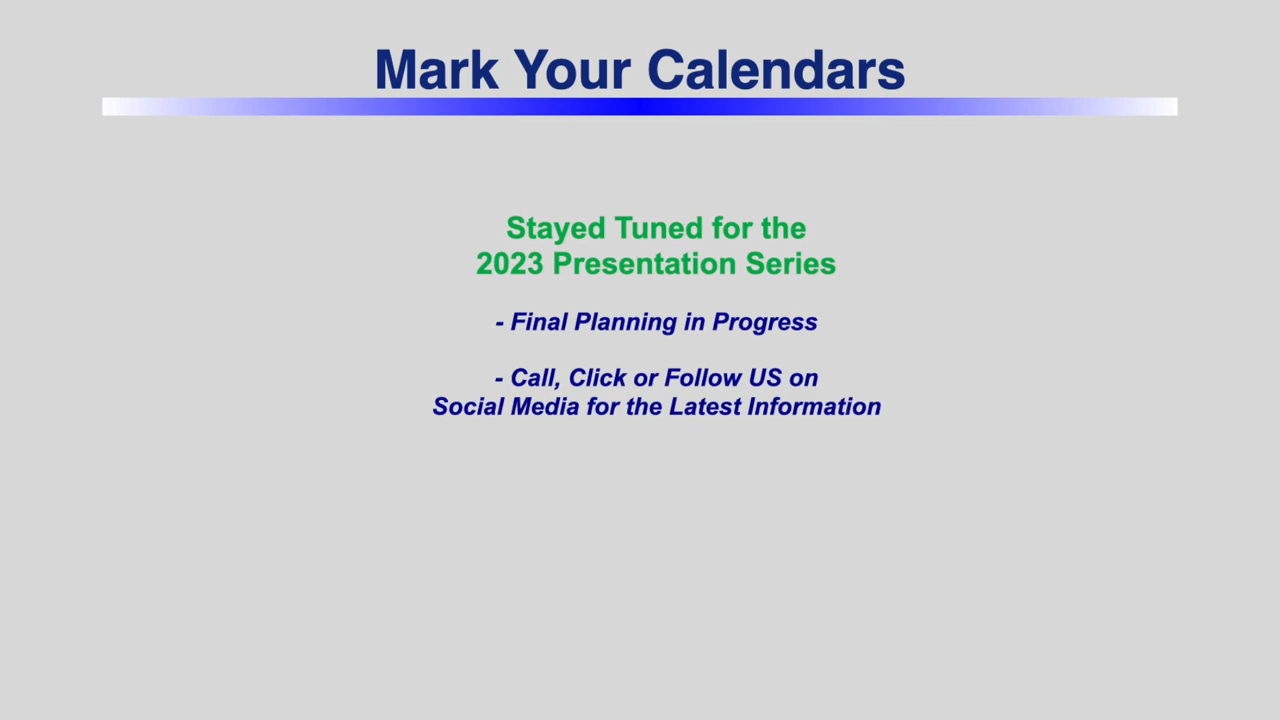 Mark Your Calendars
Stayed Tuned for the
2023 Presentation Series
- Final Planning in Progress
- Call, Click or Follow US on
Social Media for the Latest Information